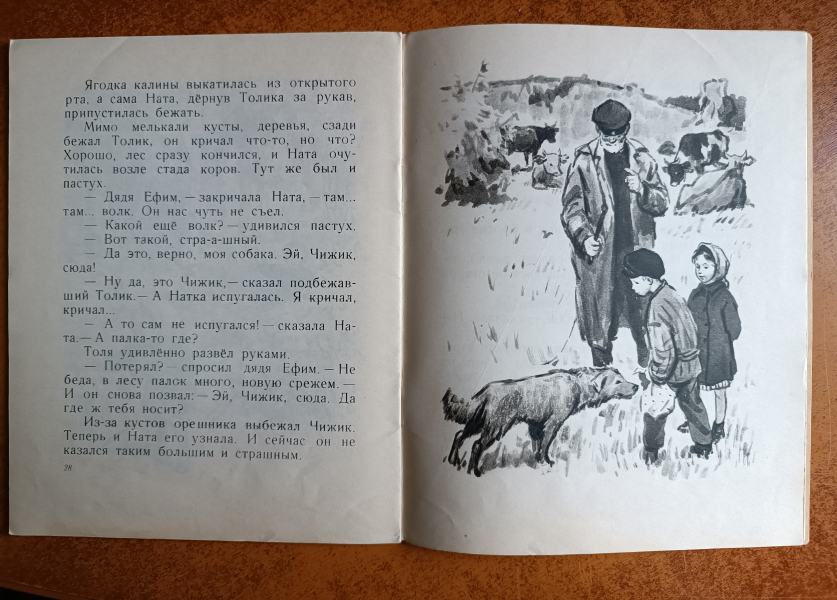 Ягодка калины выкатилась из открытого
рта, а сама Ната, дёрнув Толика за рукав,
припустилась бежать.
Мимо мелькали кусты, деревья, сзади
бежал Толик, он кричал что-то, но что?
Хорошо, лес сразу кончился, и Ната очу-
тилась возле стада коров. Тут же был и
пастух.
— Дядя Ефим, — закричала Ната, — там...
там... волк. Он нас чуть не съел.
— Какой ещё волк? — удивился пастух.
— Вот такой, стра-а-шный.
— Да это, верно, моя собака. Эй, Чижик,
сюда!
— Ну да, это Чижик, — сказал подбежав-
ший Толик. — А Натка испугалась. Я кричал,
кричал...
— А то сам не испугался! — сказала На-
та. — А палка-то где?
Толя удивлённо развёл руками.
— Потерял? — спросил дядя Ефим. — Не
беда, в лесу палок много, новую срежем. —
И он снова позвал: — Эй, Чижик, сюда. Да
где ж тебя носит?
Из-за кустов орешника выбежал Чижик.
Теперь и Ната его узнала. И сейчас он не
казался таким большим и страшным.
28